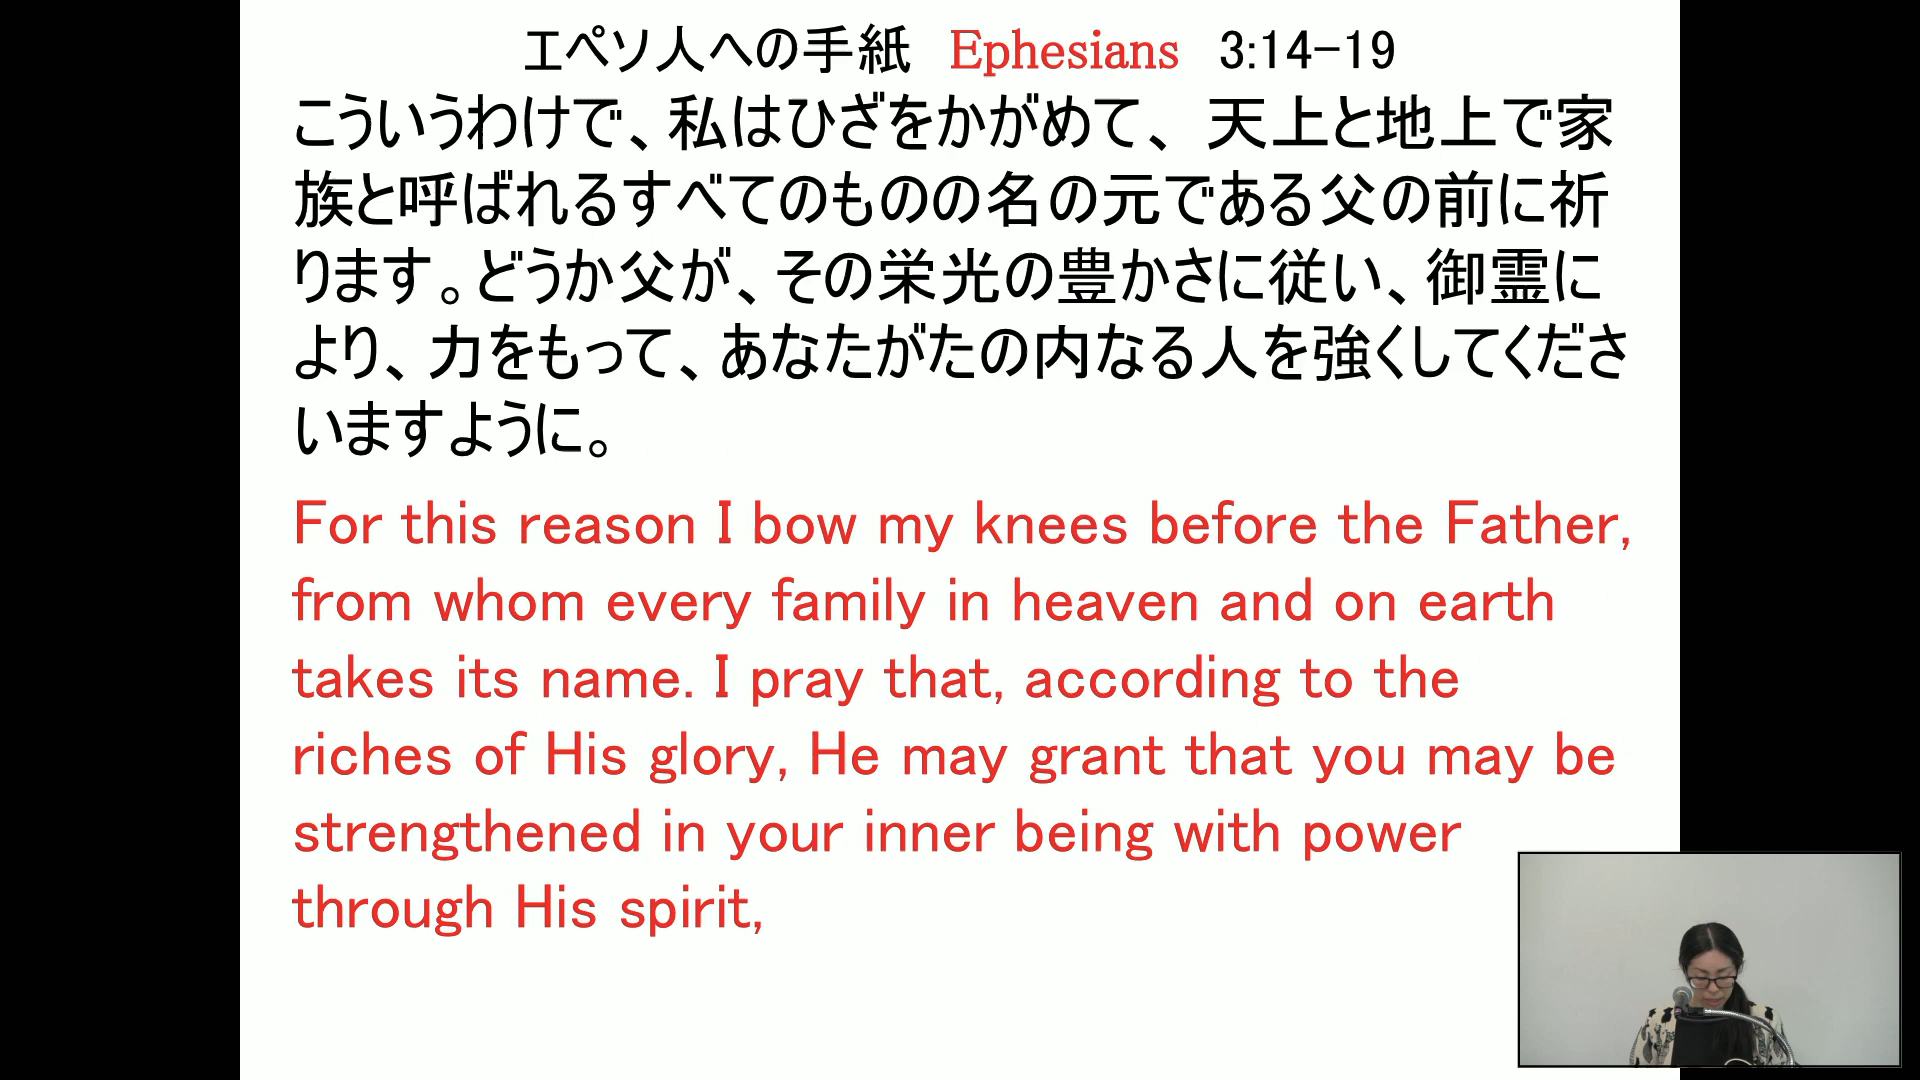 エペソ人への手紙 Ephesians 3:14-19
こういうわけで、私はひざをかがめて、天上と地上で家
族と呼ばれるすべてのものの名の元である父の前に祈
ります。どうか父が、その栄光の豊かさに従い、御霊に
より、力をもって、あなたがたの内なる人を強くしてくださ
いますように。
For this reason I bow my knees before the Father,
from whom every family in heaven and on earth
takes its name. I pray that, according to the
riches of His glory, He may grant that you may be
strengthened in your inner being with power
through His spirit,